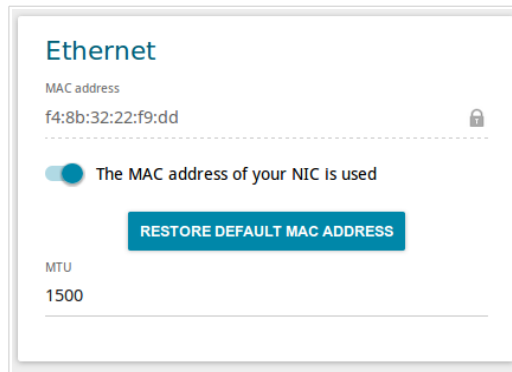 Ethernet
MAC address
f4:8b:32:22:f9:dd
The MAC address of your NIC is used
RESTORE DEFAULT MAC ADDRESS
MTU
1500